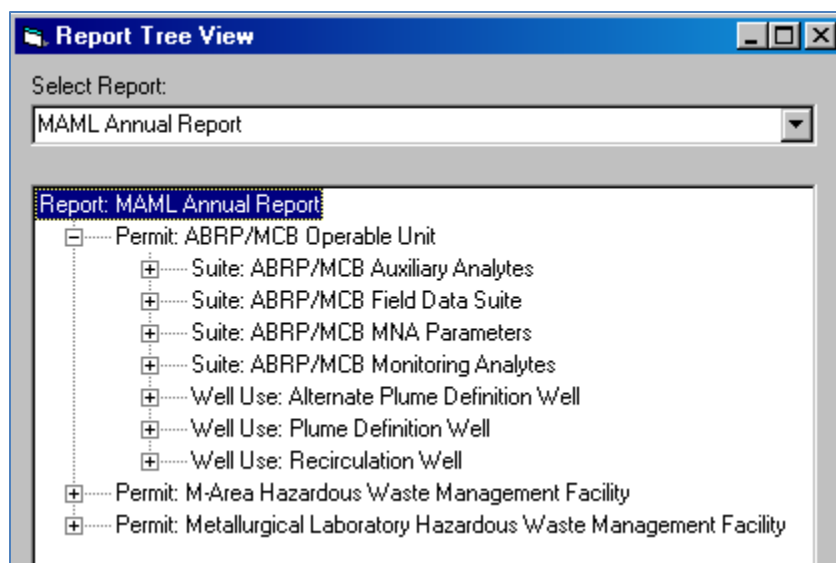 Report Tree View
Select Report:
MAML Annual Report
Report: MAML Annual Report
Permit: ABRP/MCB Operable Unit
Suite: ABRP/MCB Auxiliary Analytes
Suite: ABRP/MCB Field Data Suite
Suite: ABRP/MCB MNA Parameters
Suite: ABRP/MCB Monitoring Analytes
Well Use: Alternate Plume Definition Well
Well Use: Plume Definition Well
Well Use: Recirculation Well
Permit: M-Area Hazardous Waste Management Facility
Permit: Metallurgical Laboratory Hazardous Waste Management Facility